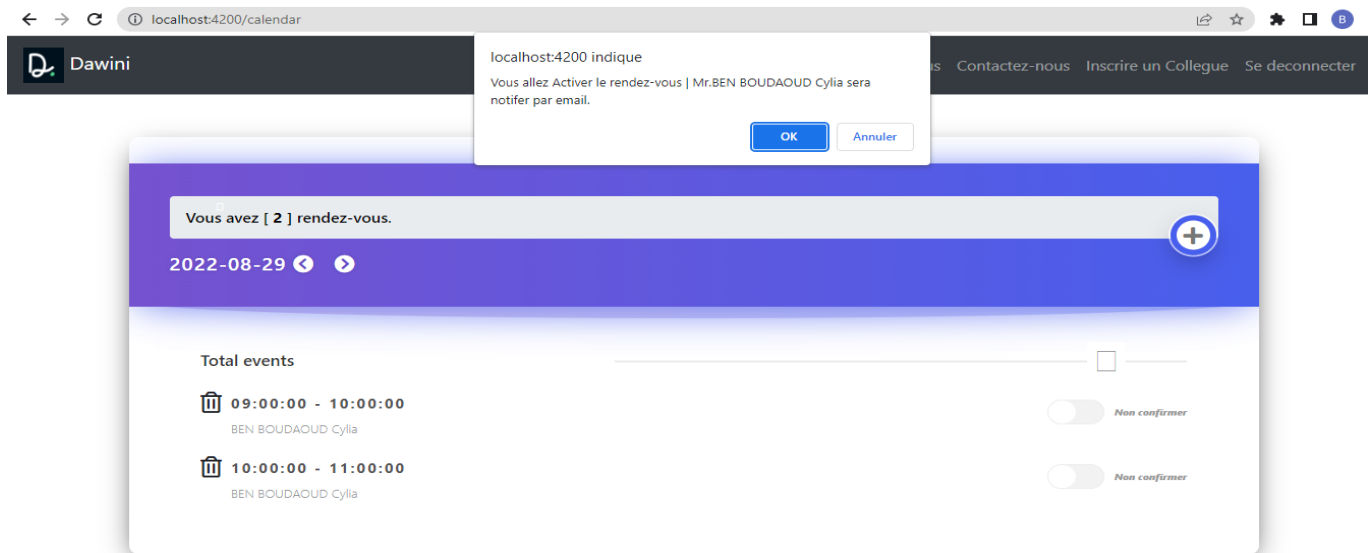 localhost:4200/calendar
B
Dawini
us Contactez-nous Inscrire un Collegue Se deconnecter
localhost:4200 indique
Vous allez Activer le rendez-vous | Mr.BEN BOUDAOUD Cylia sera
notifer par email.
OK Annuler
Vous avez [ 2 ] rendez-vous.
2022-08-29
Total events
09:00:00 - 10:00:00
BEN BOUDAOUD Cylia
Non confirmer
10:00:00 - 11:00:00
BEN BOUDAOUD Cylia
Non confirmer